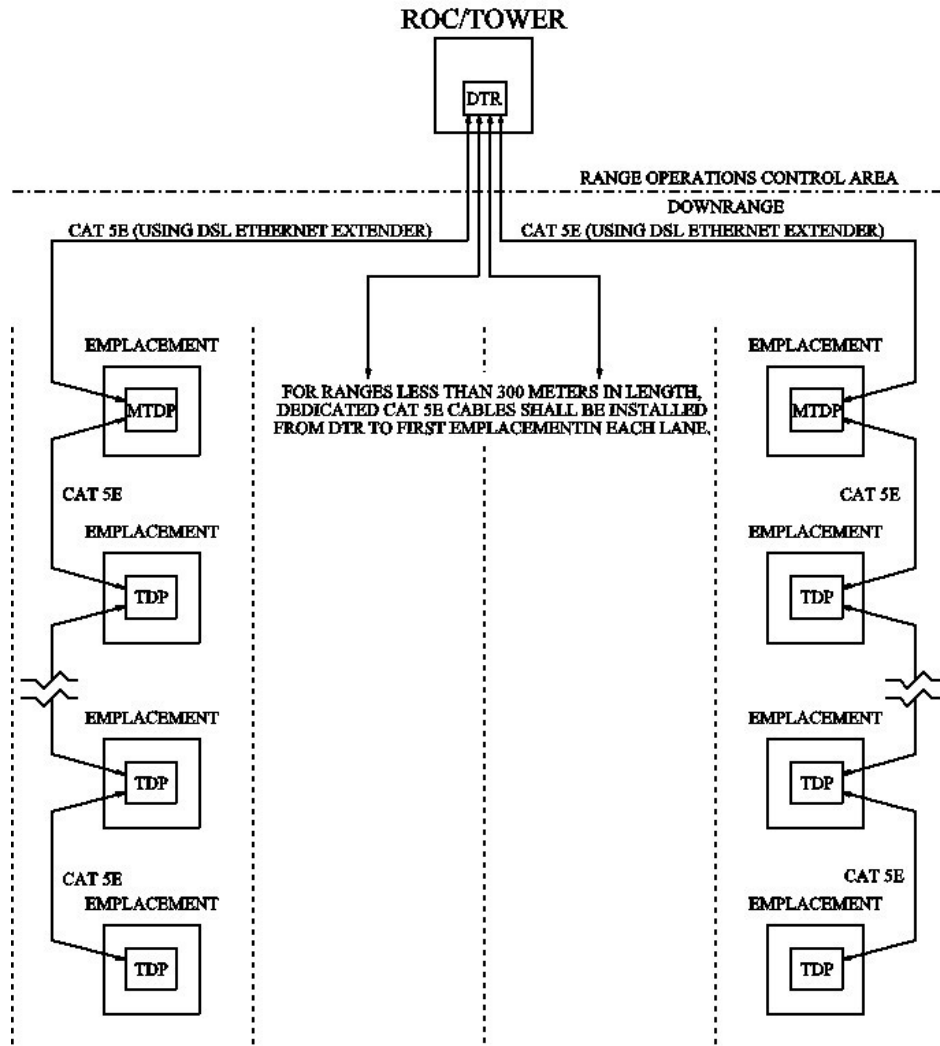 ROC/TOWER
DTR
RANGE OPERATIONS CONTROL AREA
DOWNRANGE
CAT 5E (USING DSL ETHERNET EXTENDER)
CAT 5E (USING DSL ETHERNET EXTENDER)
EMPLACEMENT
EMPLACEMENT
MTDP
FOR RANGES LESS THAN 300 METERS IN LENGTH,
DEDICATED CAT 5E CABLES SHALL BE INSTALLED
FROM DTR TO FIRST EMPLACEMENTIN EACH LANE.
MTDP
CAT 5E
CAT 5E
EMPLACEMENT
EMPLACEMENT
TDP
TDP
EMPLACEMENT
EMPLACEMENT
TDP
TDP
CAT 5E
CAT 5E
EMPLACEMENT
EMPLACEMENT
TDP
TDP